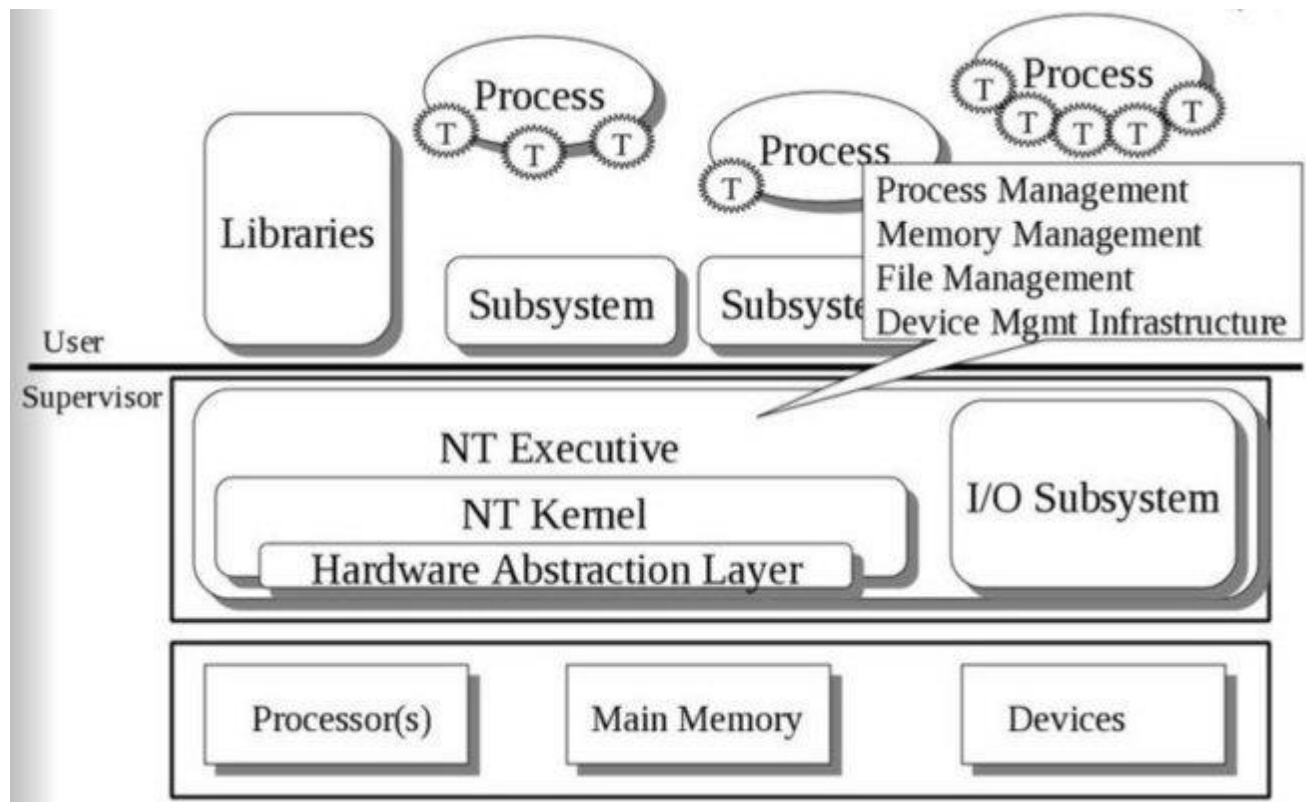 Process
T
T
T
Process
T
Process
T
T
T
T
T
Libraries
Process Management
Memory Management
File Management
Device Mgmt Infrastructure
Subsystem
Subsyste
User
Supervisor
NT Executive
NT Kernel
Hardware Abstraction Layer
I/O Subsystem
Processor(s)
Main Memory
Devices